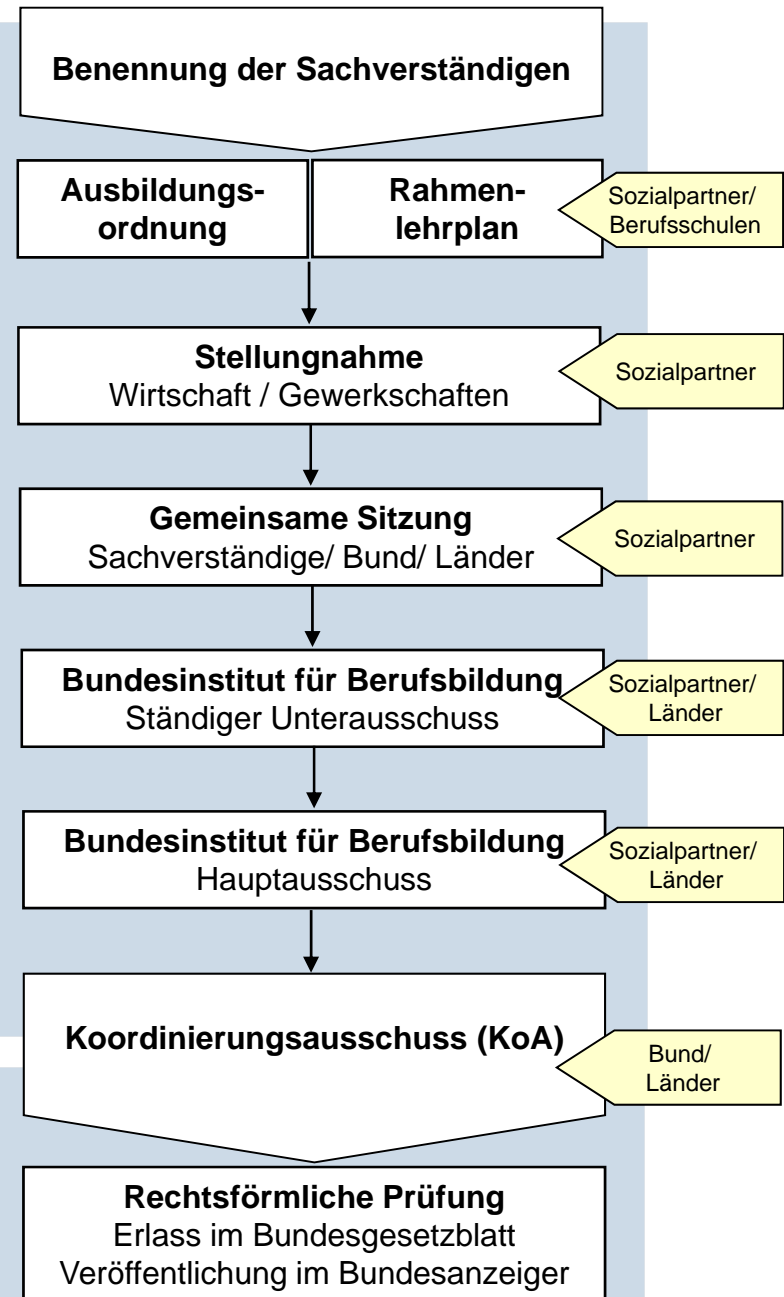 Benennung der Sachverständigen
Ausbildungs-
ordnung
Rahmen-
lehrplan
Sozialpartner/
Berufsschulen
Stellungnahme
Wirtschaft / Gewerkschaften
Sozialpartner
Gemeinsame Sitzung
Sachverständige/ Bund/ Länder
Sozialpartner
Bundesinstitut für Berufsbildung
Ständiger Unterausschuss
Sozialpartner/
Länder
Bundesinstitut für Berufsbildung
Hauptausschuss
Sozialpartner/
Länder
Koordinierungsausschuss (KoA)
Bund/
Länder
Rechtsförmliche Prüfung
Erlass im Bundesgesetzblatt
Veröffentlichung im Bundesanzeiger